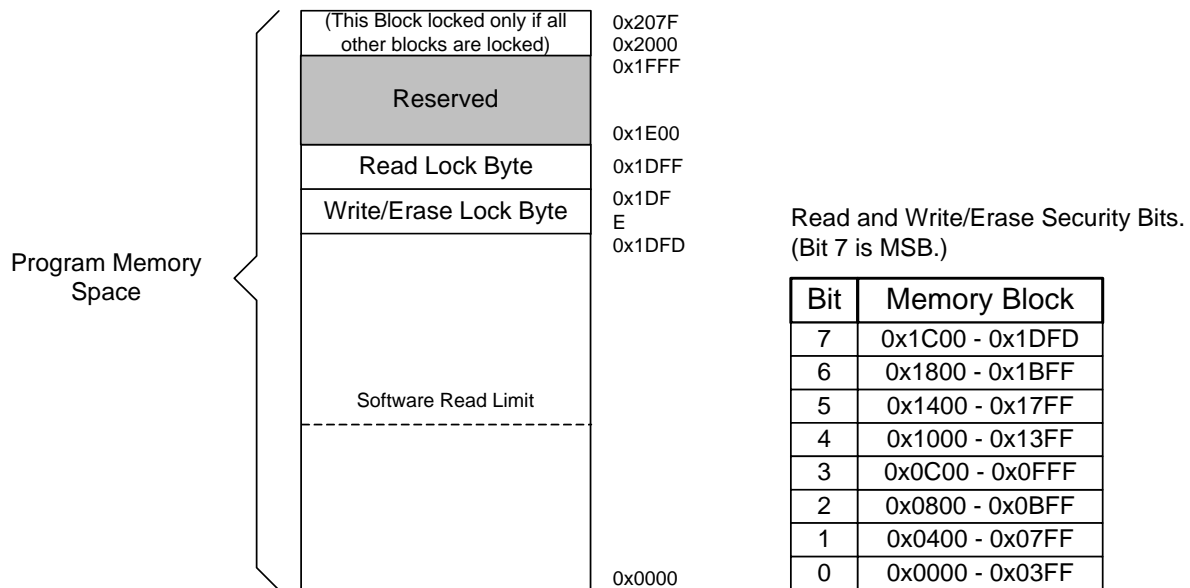 (This Block locked only if all
other blocks are locked)
0x207F
0x2000
0x1FFF
Reserved
0x1E00
Read Lock Byte
0x1DFF
Write/Erase Lock Byte
0x1DF
E
0x1DFD
Program Memory
Space
Software Read Limit
0x0000
Read and Write/Erase Security Bits.
(Bit 7 is MSB.)
Bit Memory Block
7 0x1C00 - 0x1DFD
6 0x1800 - 0x1BFF
5 0x1400 - 0x17FF
4 0x1000 - 0x13FF
3 0x0C00 - 0x0FFF
2 0x0800 - 0x0BFF
1 0x0400 - 0x07FF
0 0x0000 - 0x03FF